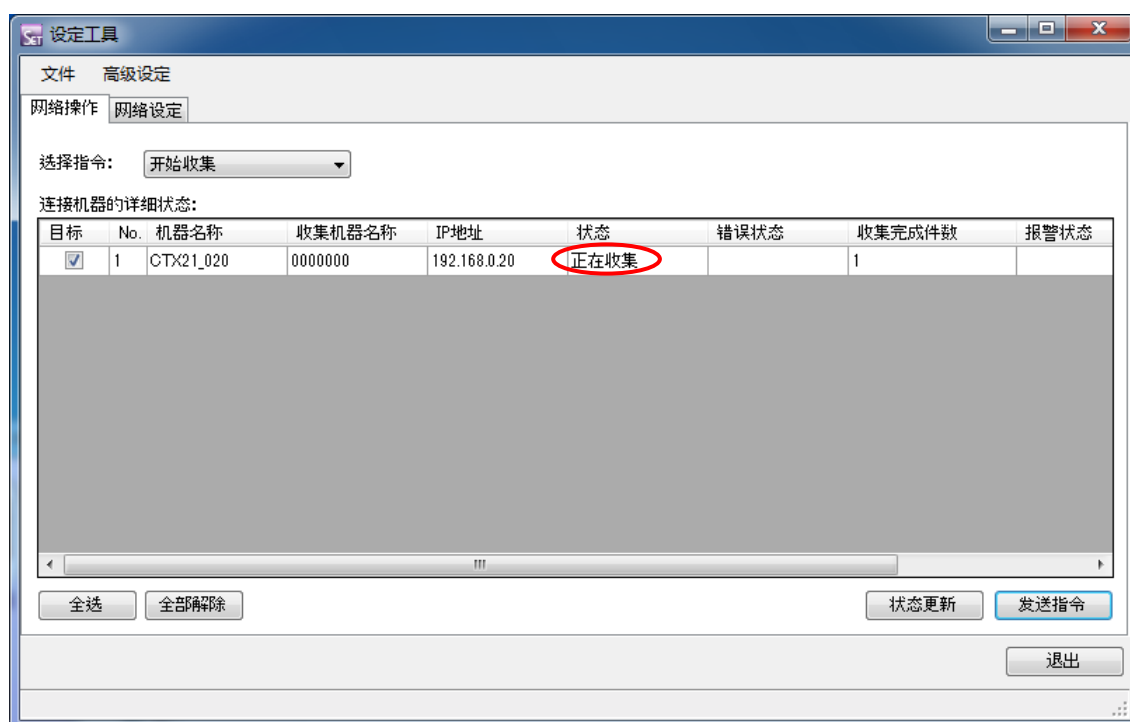 SET 设定工具
文件 高级设定
网络操作 网络设定
选择指令: 开始收集
连接机器的详细状态:
目标 No. 机器名称 收集机器名称 IP地址 状态 错误状态 收集完成件数 报警状态
1 CTX21_020 0000000 192.168.0.20 正在收集 1
全选 全部解除 状态更新 发送指令
退出